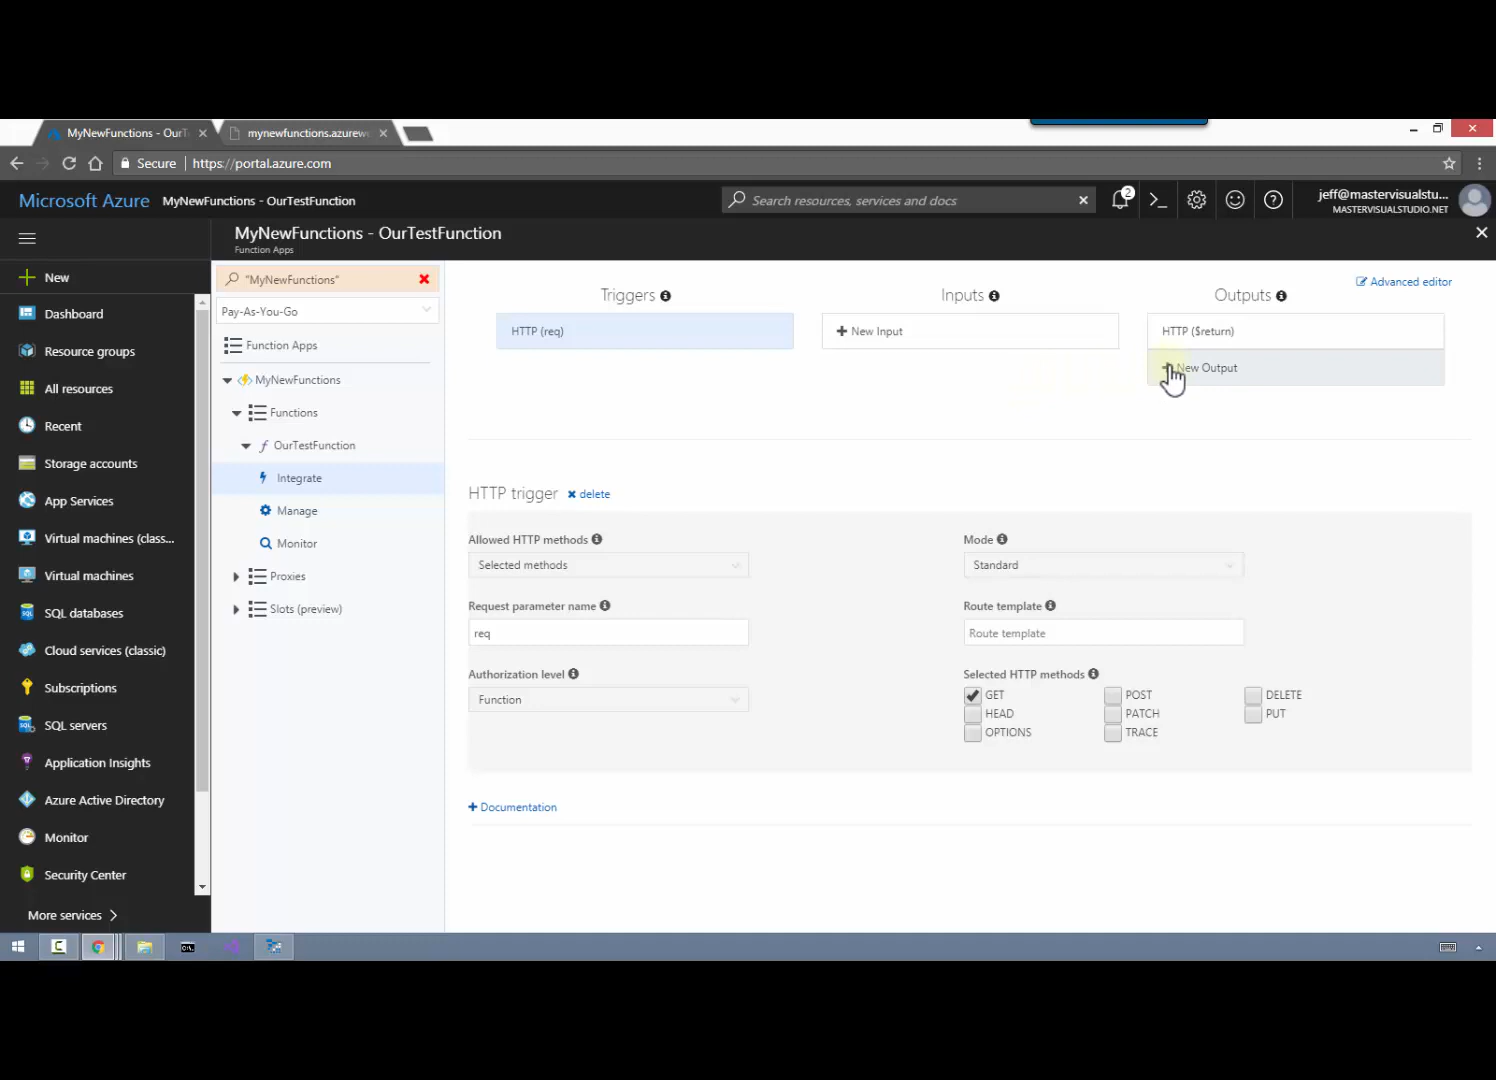 MyNewFunctions - OurT
mynewfunctions.azurew
Secure https://portal.azure.com
Microsoft Azure MyNewFunctions - OurTestFunction
Search resources, services and docs
2
jeff@mastervisualstu...
MASTERVISUALSTUDIO.NET
MyNewFunctions - OurTestFunction
Function Apps
New
Dashboard
Resource groups
All resources
Recent
Storage accounts
App Services
Virtual machines (class...
Virtual machines
SQL databases
Cloud services (classic)
Subscriptions
SQL servers
Application Insights
Azure Active Directory
Monitor
Security Center
More services
"MyNewFunctions"
Pay-As-You-Go
Function Apps
MyNewFunctions
Functions
OurTestFunction
Integrate
Manage
Monitor
Proxies
Slots (preview)
Advanced editor
Triggers
HTTP (req)
Inputs
New Input
Outputs
HTTP ($return)
New Output
HTTP trigger delete
Allowed HTTP methods
Selected methods
Mode
Standard
Request parameter name
req
Route template
Route template
Authorization level
Function
Selected HTTP methods
GET POST DELETE
HEAD PATCH PUT
OPTIONS TRACE
Documentation